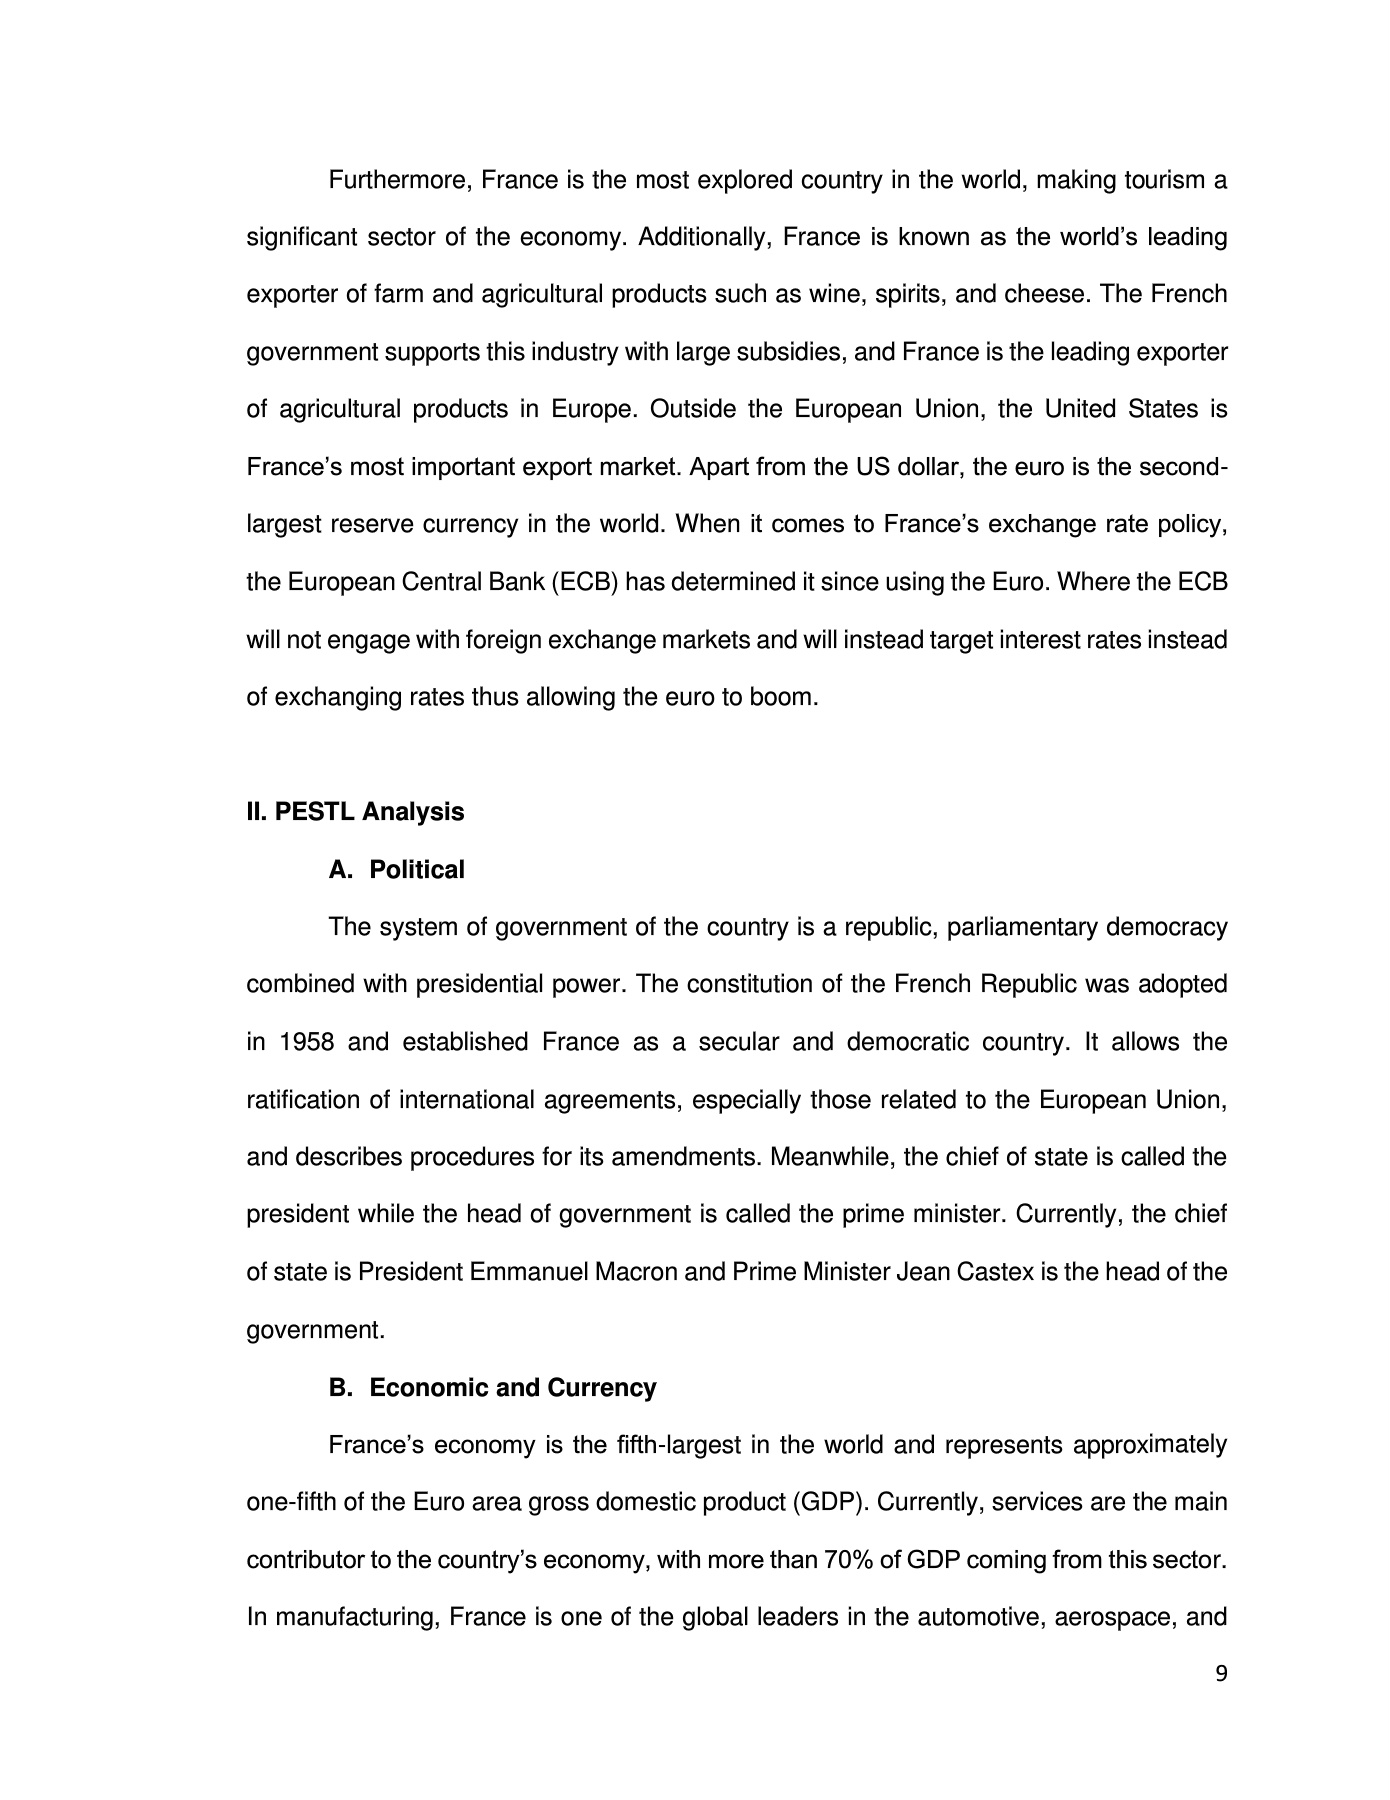 Furthermore, France is the most explored country in the world, making tourism a
significant sector of the economy. Additionally, France is known as the world’s leading
exporter of farm and agricultural products such as wine, spirits, and cheese. The French
government supports this industry with large subsidies, and France is the leading exporter
of agricultural products in Europe. Outside the European Union, the United States is
France’s most important export market. Apart from the US dollar, the euro is the second-
largest reserve currency in the world. When it comes to France’s exchange rate policy,
the European Central Bank (ECB) has determined it since using the Euro. Where the ECB
will not engage with foreign exchange markets and will instead target interest rates instead
of exchanging rates thus allowing the euro to boom.
II. PESTL Analysis
A. Political
The system of government of the country is a republic, parliamentary democracy
combined with presidential power. The constitution of the French Republic was adopted
in 1958 and established France as a secular and democratic country. It allows the
ratification of international agreements, especially those related to the European Union,
and describes procedures for its amendments. Meanwhile, the chief of state is called the
president while the head of government is called the prime minister. Currently, the chief
of state is President Emmanuel Macron and Prime Minister Jean Castex is the head of the
government.
B. Economic and Currency
France’s economy is the fifth-largest in the world and represents approximately
one-fifth of the Euro area gross domestic product (GDP). Currently, services are the main
contributor to the country’s economy, with more than 70% of GDP coming from this sector.
In manufacturing, France is one of the global leaders in the automotive, aerospace, and
9